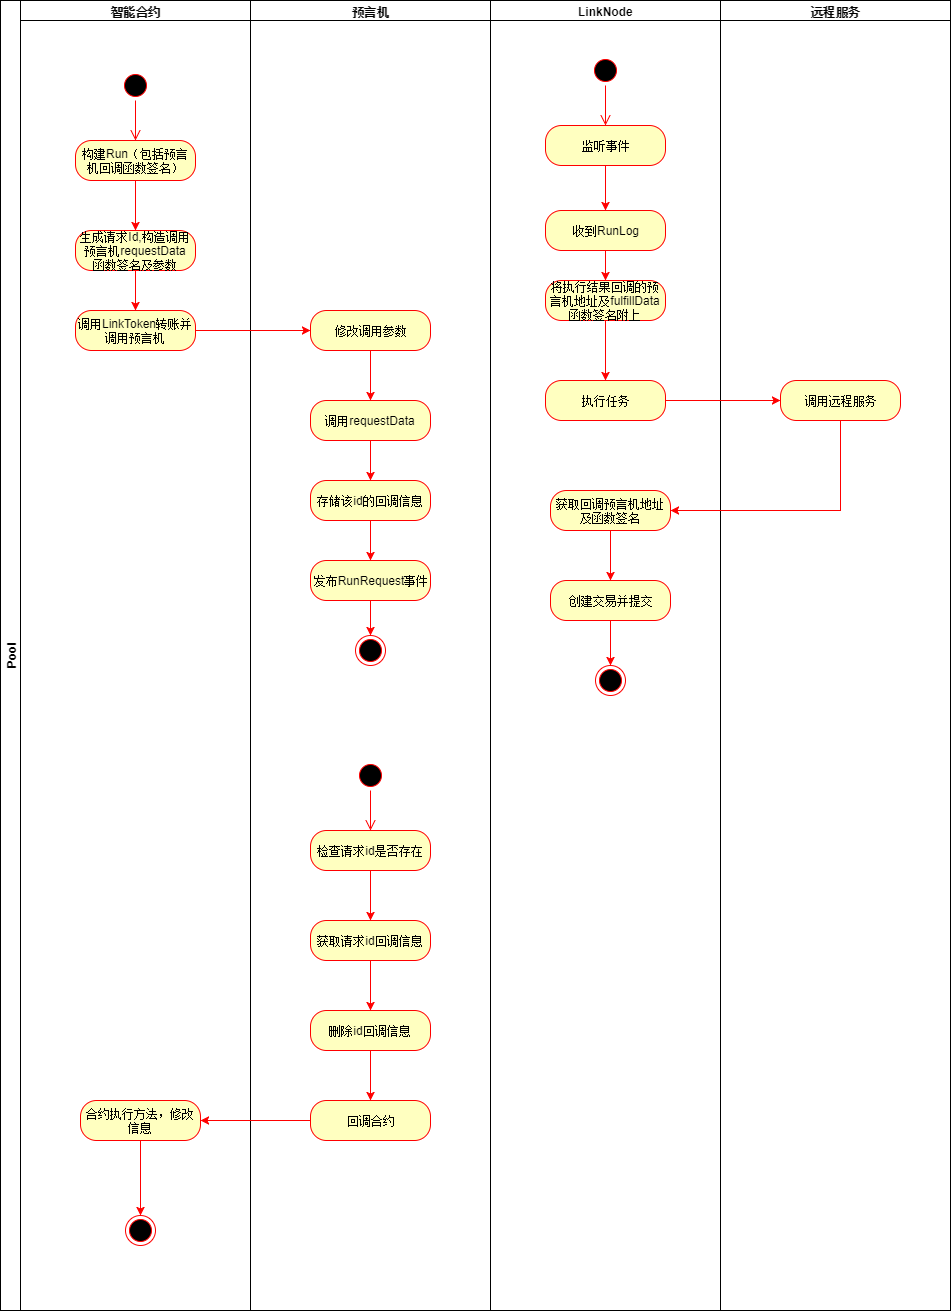 智能合约
预言机
LinkNode
远程服务
Pool
构建Run（包括预言
机回调函数签名）
生成请求Id,构造调用
预言机requestData
函数签名及参数
调用LinkToken转账并
调用预言机
修改调用参数
调用requestData
存储该id的回调信息
发布RunRequest事件
监听事件
收到RunLog
将执行结果回调的预
言机地址及fulfillData
函数签名附上
执行任务
调用远程服务
获取回调预言机地址
及函数签名
创建交易并提交
检查请求id是否存在
获取请求id回调信息
删除id回调信息
回调合约
合约执行方法，修改
信息